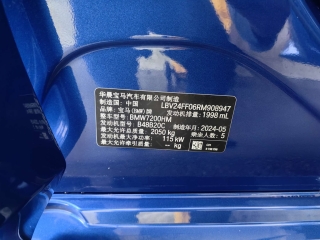 华晨宝马汽车有限公司制造
制造国：中国 LBV24FF06RM908947
品牌：宝马(BMW)牌 发动机排量：1998 mL
整车型号：BMW7200HM
发动机型号：B48B20C 制造年月：2024-05
最大允许总质量：2050 kg 乘坐人数：5
发动机最大净功率：115 kW
最大允许牵引质量：-- kg